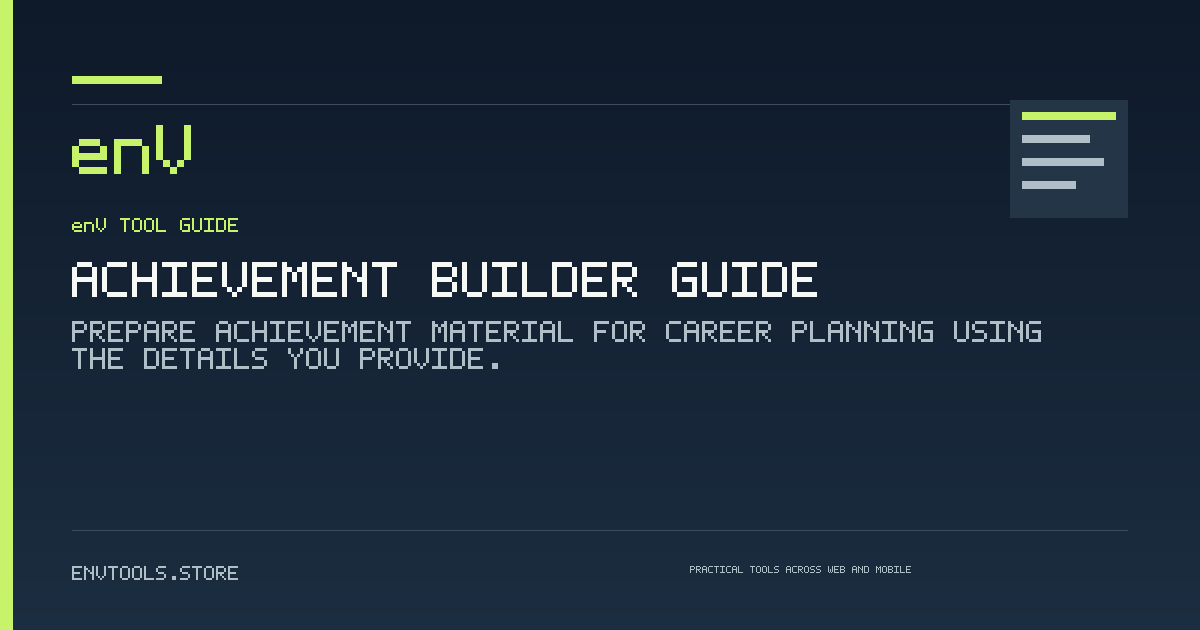 enV
enV TOOL GUIDE
ACHIEVEMENT BUILDER GUIDE
PREPARE ACHIEVEMENT MATERIAL FOR CAREER PLANNING USING
THE DETAILS YOU PROVIDE.
ENVTOOLS.STORE
PRACTICAL TOOLS ACROSS WEB AND MOBILE